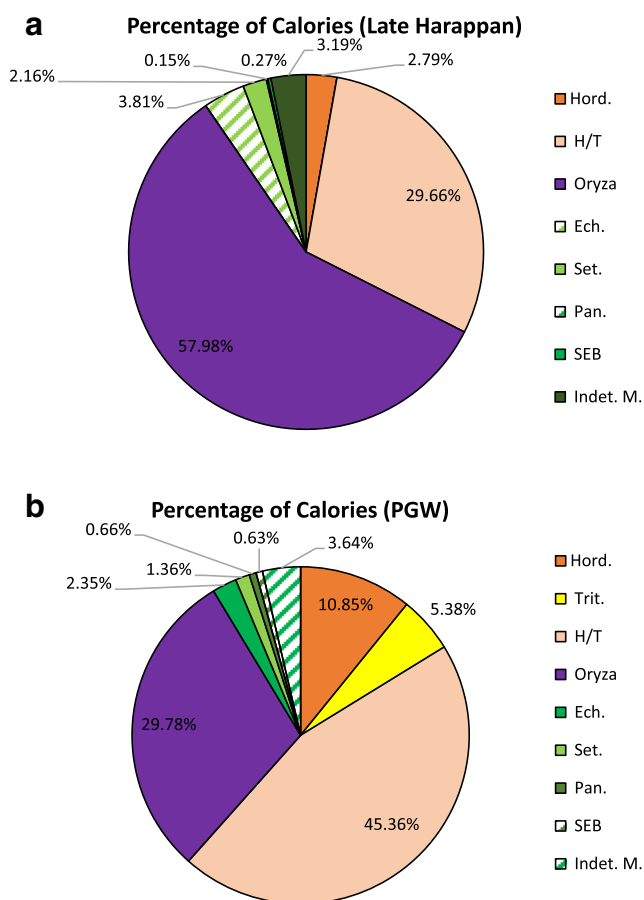 a
Percentage of Calories (Late Harappan)
3.19%
0.15%
0.27%
2.79%
2.16%
3.81%
29.66%
57.98%
Hord.
H/T
Oryza
Ech.
Set.
Pan.
SEB
Indet. M.
b
Percentage of Calories (PGW)
0.66%
0.63%
3.64%
1.36%
2.35%
10.85%
5.38%
29.78%
45.36%
Hord.
Trit.
H/T
Oryza
Ech.
Set.
Pan.
SEB
Indet. M.